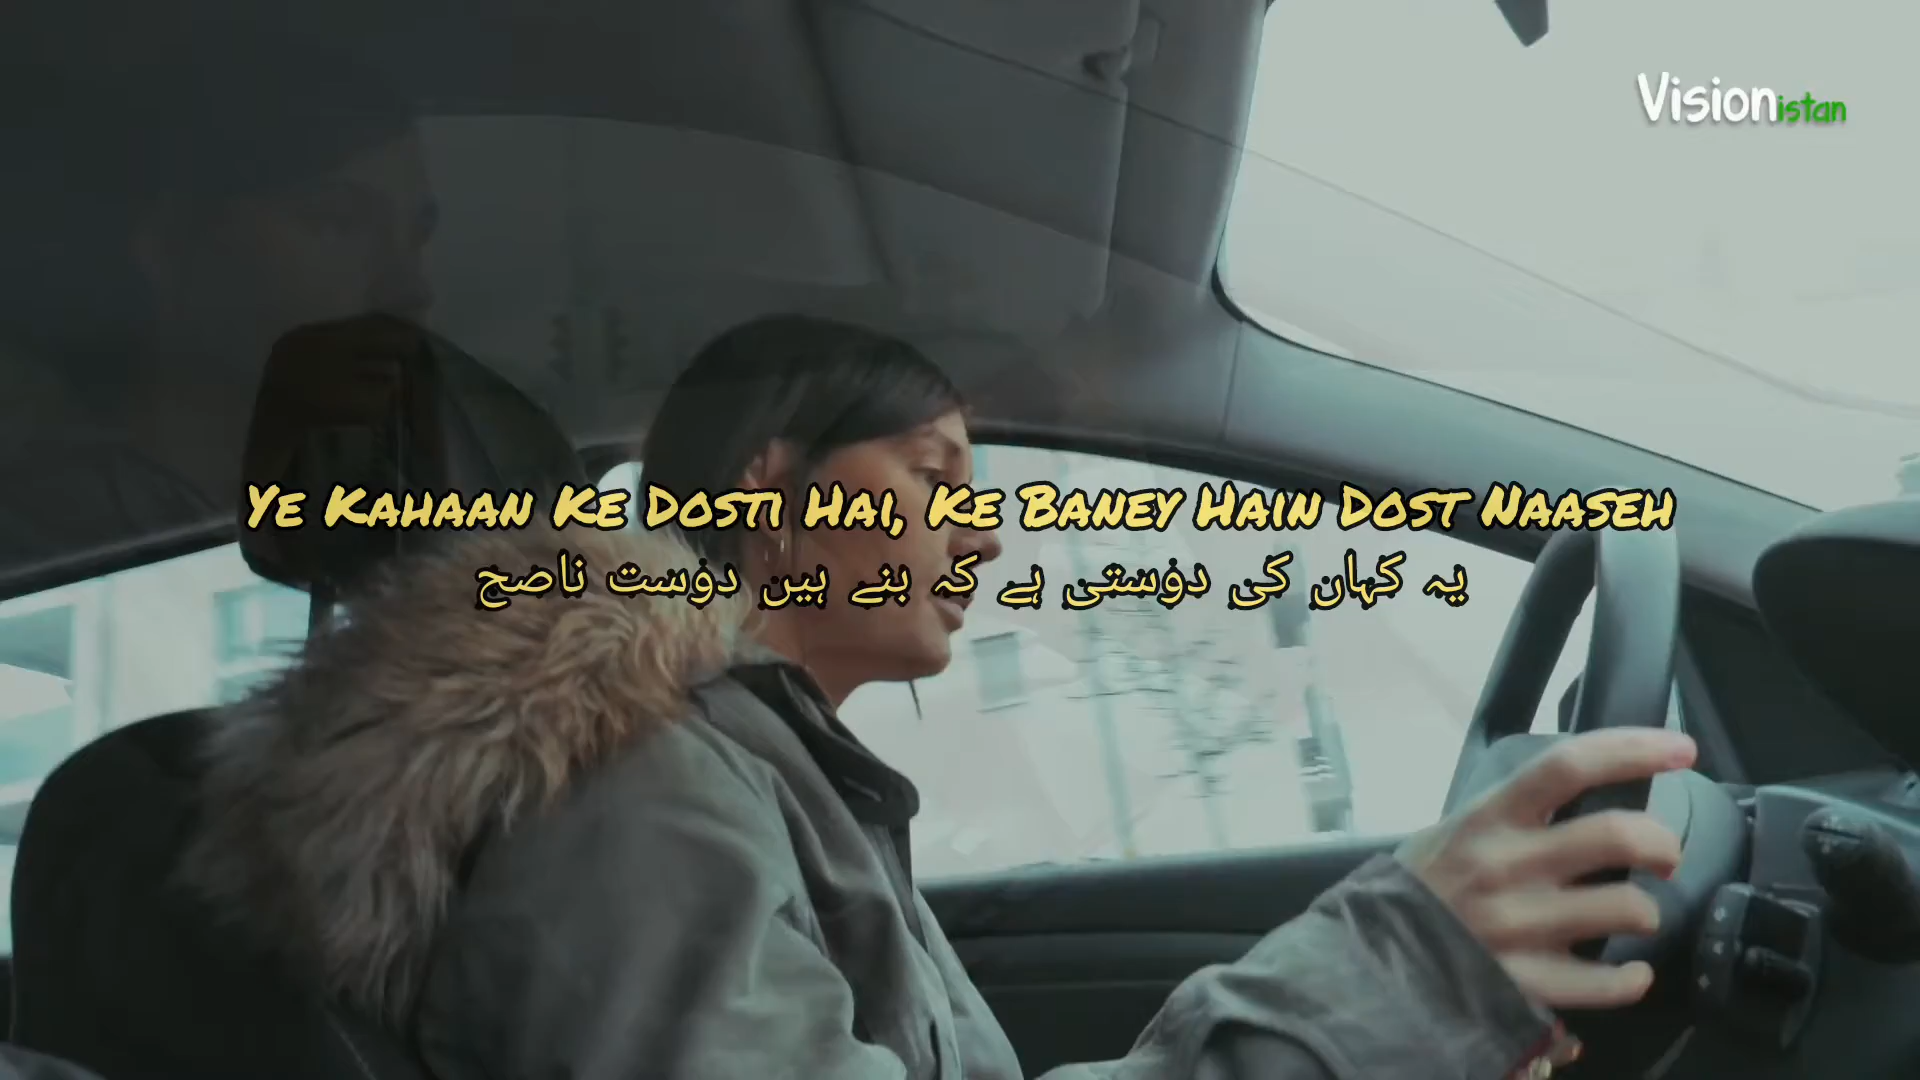 Visionistan
Ye Kahaan Ke Dosti Hai, Ke Baney Hain Dost Naaseh
یہ کہاں کی دوستی ہے کہ بنے ہیں دوست ناصح